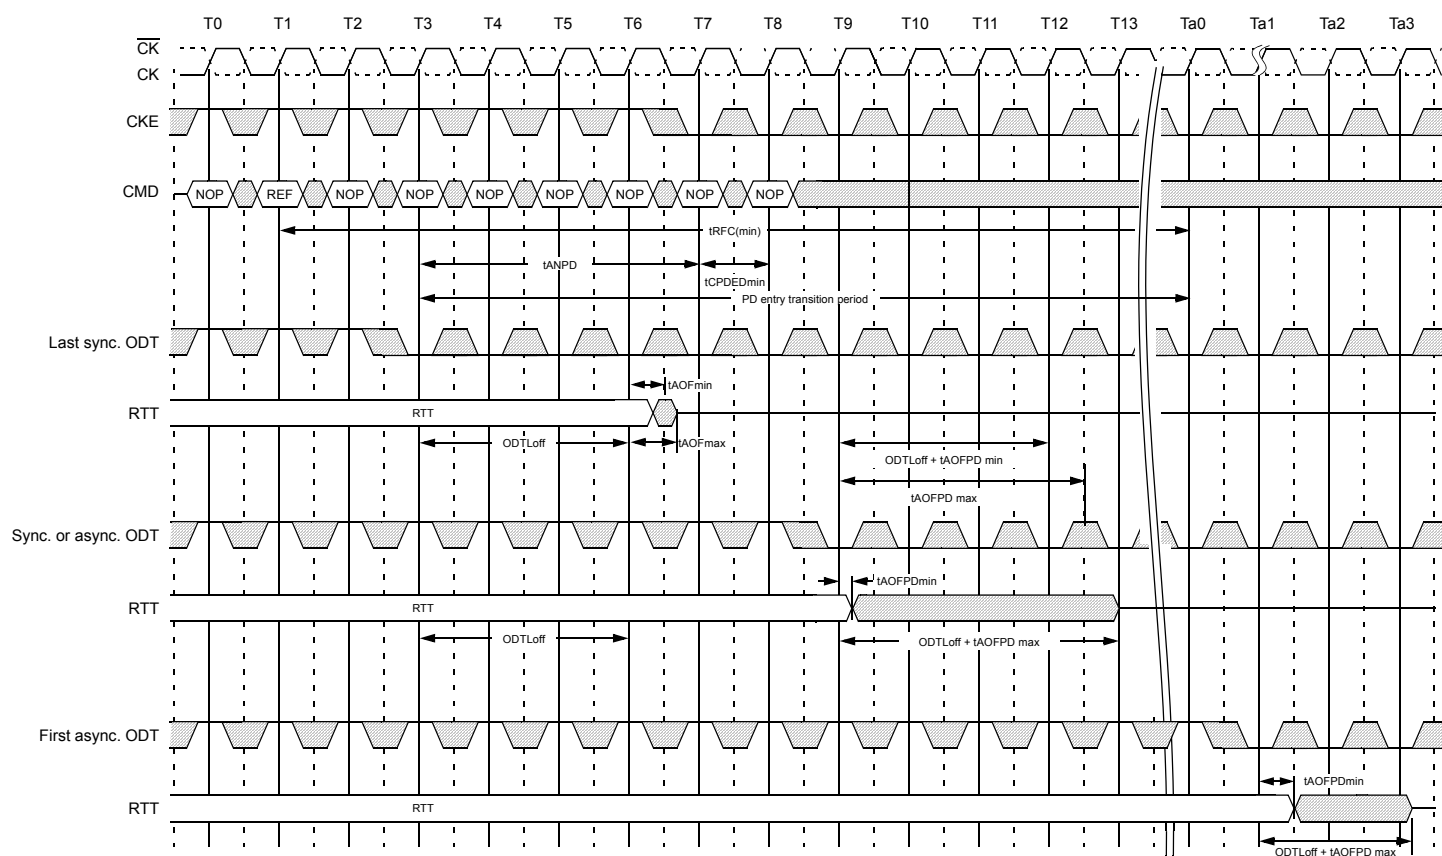 T0 T1 T2 T3 T4 T5 T6 T7 T8 T9 T10 T11 T12 T13 Ta0 Ta1 Ta2 Ta3
CK
CK
CKE
CMD NOP REF NOP NOP NOP NOP NOP NOP NOP
tRFC(min)
tANPD
tCPDEDmin
PD entry transition period
Last sync. ODT
tAOFmin
RTT RTT
ODTLoff tAOFmax
ODTLoff + tAOFPD min
tAOFPD max
Sync. or async. ODT
tAOFPDmin
RTT RTT
ODTLoff ODTLoff + tAOFPD max
First async. ODT
tAOFPDmin
RTT RTT
ODTLoff + tAOFPD max